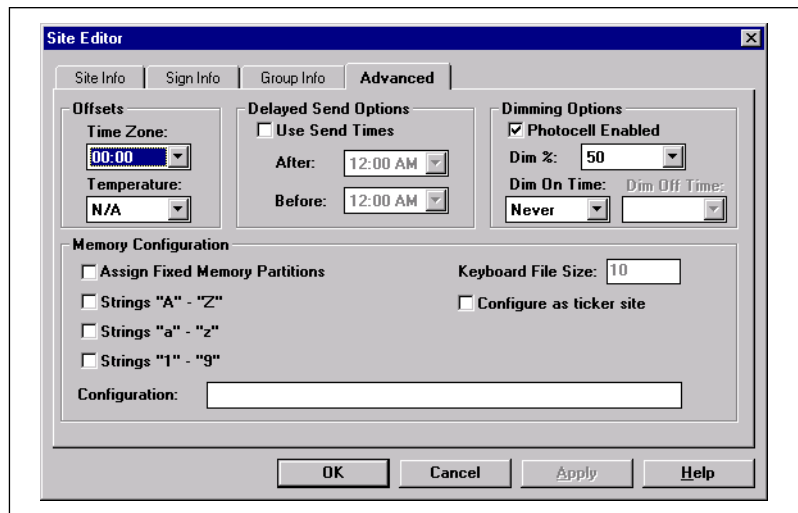 Site Editor
Site Info
Sign Info
Group Info
Advanced
Offsets
Time Zone:
00:00
Temperature:
N/A
Delayed Send Options
Use Send Times
After: 12:00 AM
Before: 12:00 AM
Dimming Options
Photocell Enabled
Dim %: 50
Dim On Time: Dim Off Time:
Never
Memory Configuration
Assign Fixed Memory Partitions
Strings "A" - "Z"
Strings "a" - "z"
Strings "1" - "9"
Keyboard File Size: 10
Configure as ticker site
Configuration:
OK
Cancel
Apply
Help